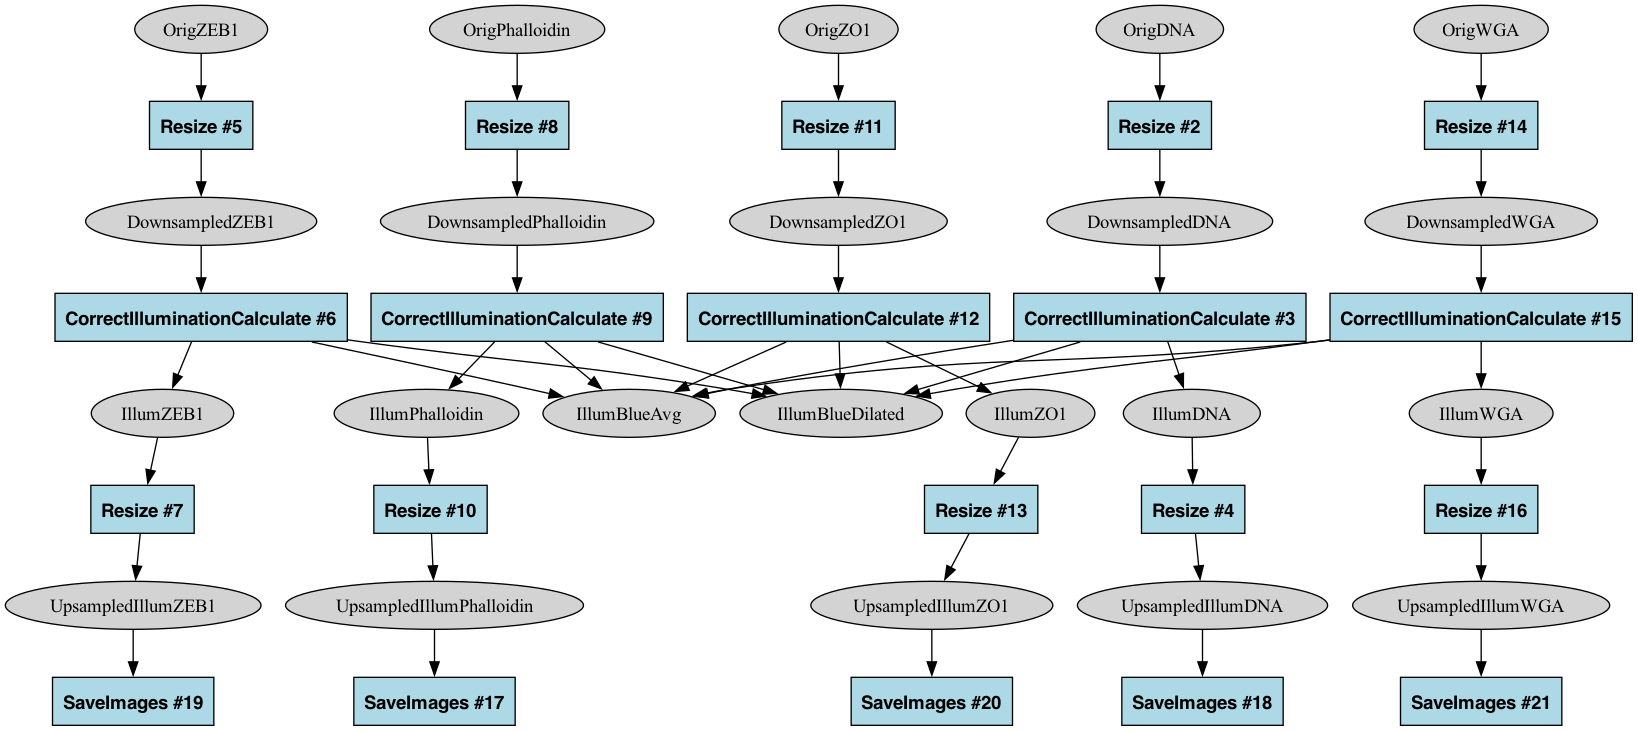 OrigZEB1
OrigPhalloidin
OrigZO1
OrigDNA
OrigWGA
Resize #5
Resize #8
Resize #11
Resize #2
Resize #14
DownsampledZEB1
DownsampledPhalloidin
DownsampledZO1
DownsampledDNA
DownsampledWGA
CorrectIlluminationCalculate #6
CorrectIlluminationCalculate #9
CorrectIlluminationCalculate #12
CorrectIlluminationCalculate #3
CorrectIlluminationCalculate #15
IllumZEB1
IllumPhalloidin
IllumBlueAvg
IllumBlueDilated
IllumZO1
IllumDNA
IllumWGA
Resize #7
Resize #10
Resize #13
Resize #4
Resize #16
UpsampledIllumZEB1
UpsampledIllumPhalloidin
UpsampledIllumZO1
UpsampledIllumDNA
UpsampledIllumWGA
SaveImages #19
SaveImages #17
SaveImages #20
SaveImages #18
SaveImages #21